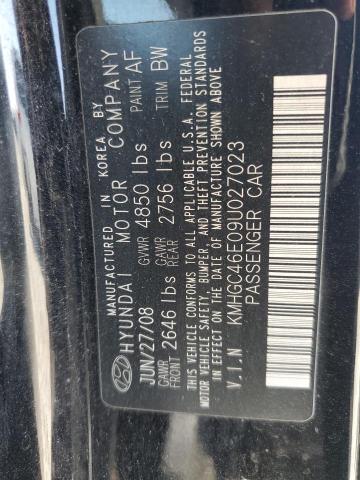 MANUFACTURED IN KOREA BY
HYUNDAI MOTOR COMPANY
JUN/27/08 GVWR 4850 lbs PAINT AF
GAWR FRONT 2646 lbs GAWR REAR 2756 lbs TRIM BW
THIS VEHICLE CONFORMS TO ALL APPLICABLE U.S.A. FEDERAL
MOTOR VEHICLE SAFETY, BUMPER, AND THEFT PREVENTION STANDARDS
IN EFFECT ON THE DATE OF MANUFACTURE SHOWN ABOVE
V.I.N KMHGC46E09U027023
PASSENGER CAR